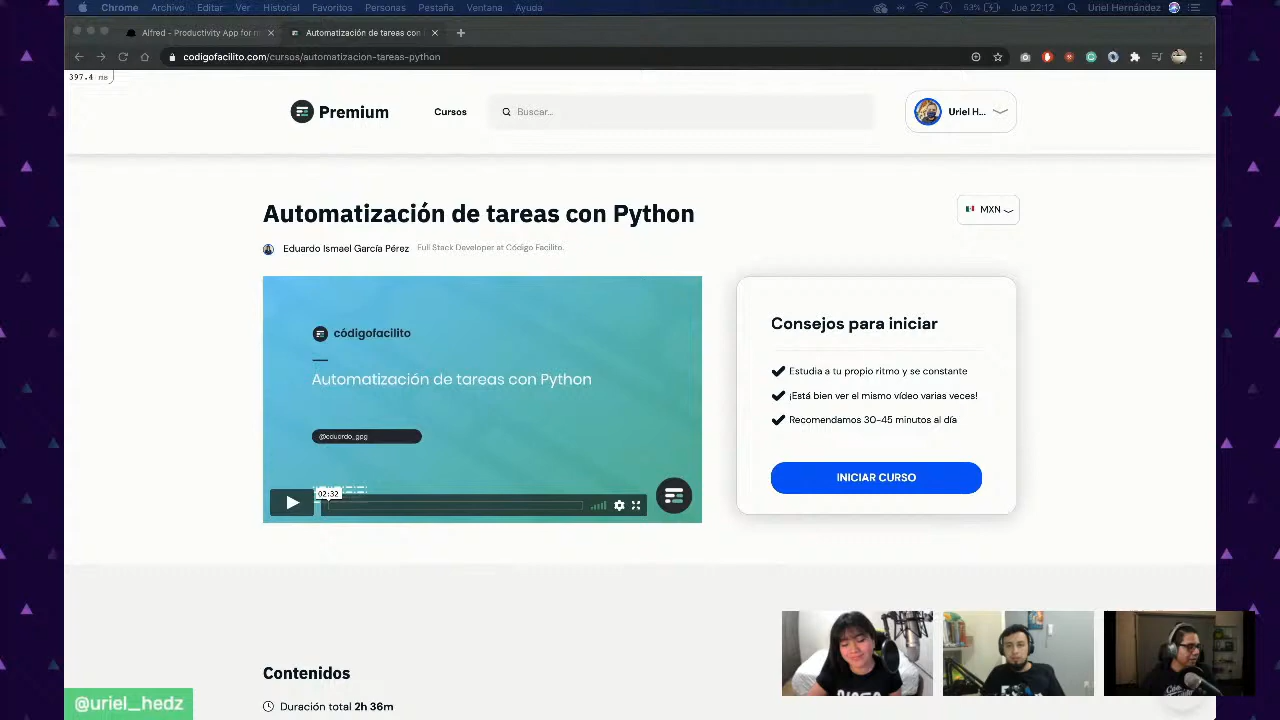 Chrome Archivo Editar Ver Historial Favoritos Personas Pestaña Ventana Ayuda 63% Jue 22:12 Uriel Hernández
Alfred - Productivity App for m Automatización de tareas con
codigofacilito.com/cursos/automatizacion-tareas-python
397.4 ms
Premium Cursos Buscar... Uriel H...
Automatización de tareas con Python
MXN
Eduardo Ismael García Pérez Full Stack Developer at Código Facilito.
códigofacilito
Automatización de tareas con Python
@eduardo_gpg
02:32
Consejos para iniciar
Estudia a tu propio ritmo y se constante
¡Está bien ver el mismo vídeo varias veces!
Recomendamos 30-45 minutos al día
INICIAR CURSO
Contenidos
Duración total 2h 36m
@uriel_hedz